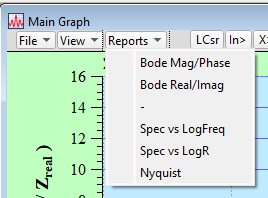 Main Graph
File View Reports LCsr In> X
Bode Mag/Phase
Bode Real/Imag
-
Spec vs LogFreq
Spec vs LogR
Nyquist
16
14
12
10
8
6
4
/ Z real )